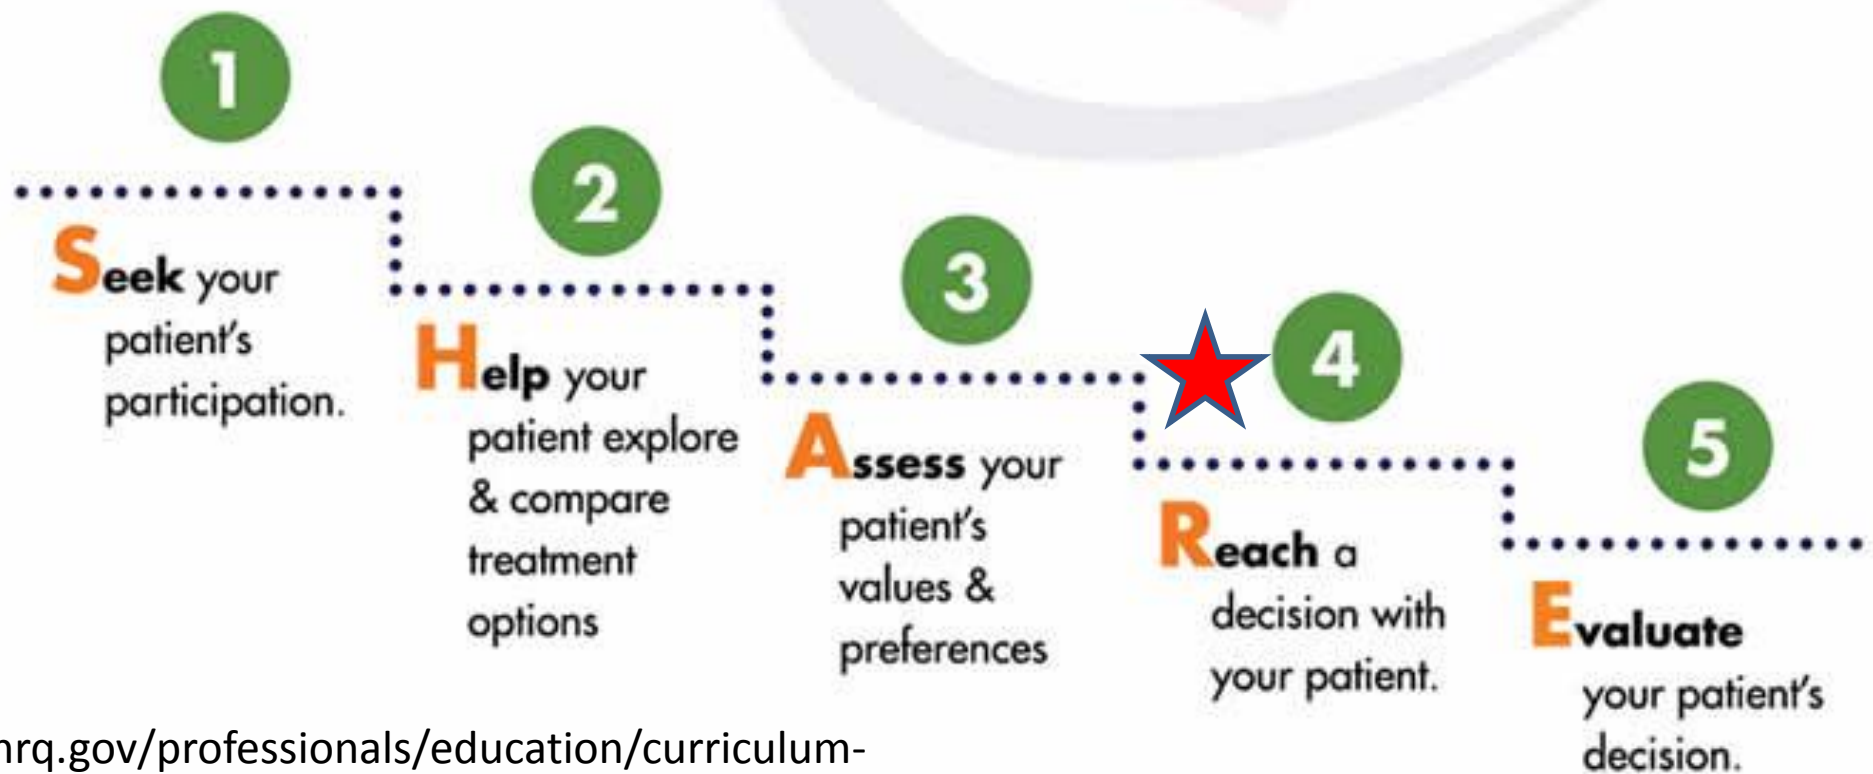 1
Seek your
patient's
participation.
2
Help your
patient explore
& compare
treatment
options
3
Assess your
patient's
values &
preferences
4
Reach a
decision with
your patient.
5
Evaluate
your patient's
decision.
hrq.gov/professionals/education/curriculum-